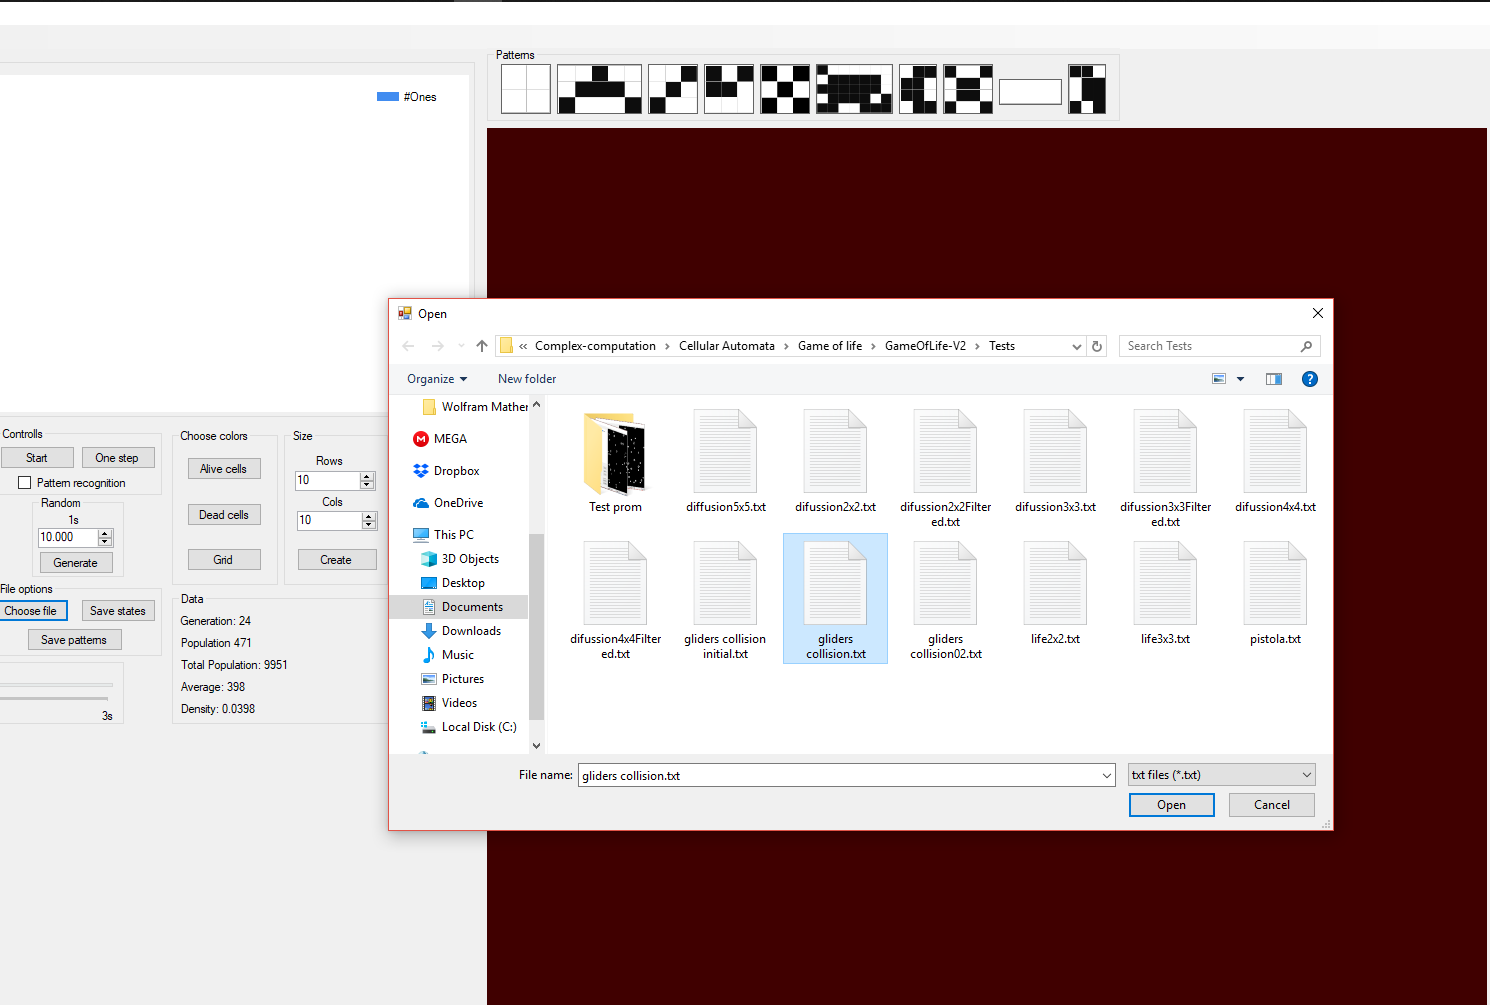 Patterns
#Ones
Open
« Complex-computation › Cellular Automata › Game of life › GameOfLife-V2 › Tests
Search Tests
Organize
New folder
Wolfram Mather
MEGA
Dropbox
OneDrive
This PC
3D Objects
Desktop
Documents
Downloads
Music
Pictures
Videos
Local Disk (C:)
Test prom
diffusion5x5.txt
difussion2x2.txt
difussion2x2Filter
ed.txt
difussion3x3.txt
difussion3x3Filter
ed.txt
difussion4x4.txt
difussion4x4Filter
ed.txt
gliders collision
initial.txt
gliders
collision.txt
gliders
collision02.txt
life2x2.txt
life3x3.txt
pistola.txt
File name:
gliders collision.txt
txt files (*.txt)
Open
Cancel
Controlls
Start
One step
Pattern recognition
Random
1s
10.000
Generate
File options
Choose file
Save states
Save patterns
3s
Choose colors
Alive cells
Dead cells
Grid
Size
Rows
10
Cols
10
Create
Data
Generation: 24
Population 471
Total Population: 9951
Average: 398
Density: 0.0398